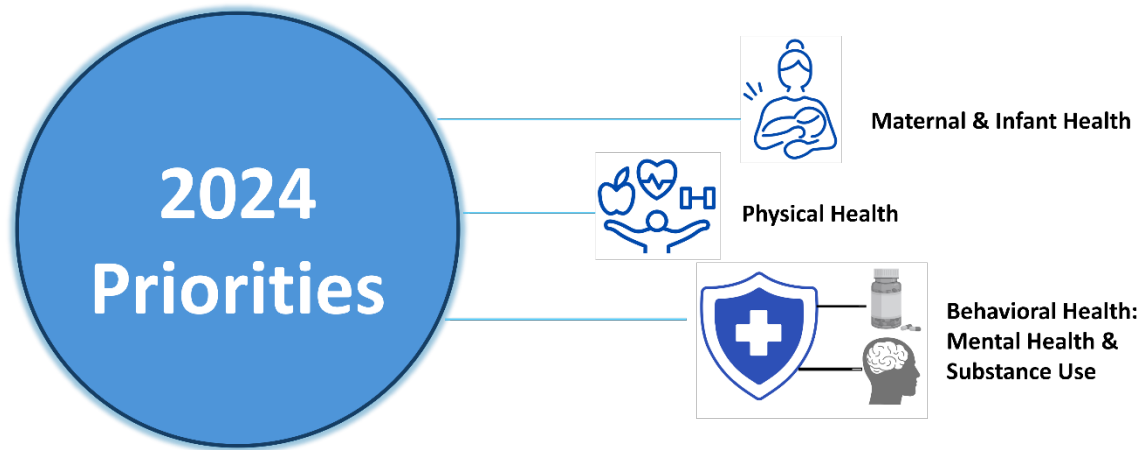 2024
Priorities
Maternal & Infant Health
Physical Health
Behavioral Health:
Mental Health &
Substance Use